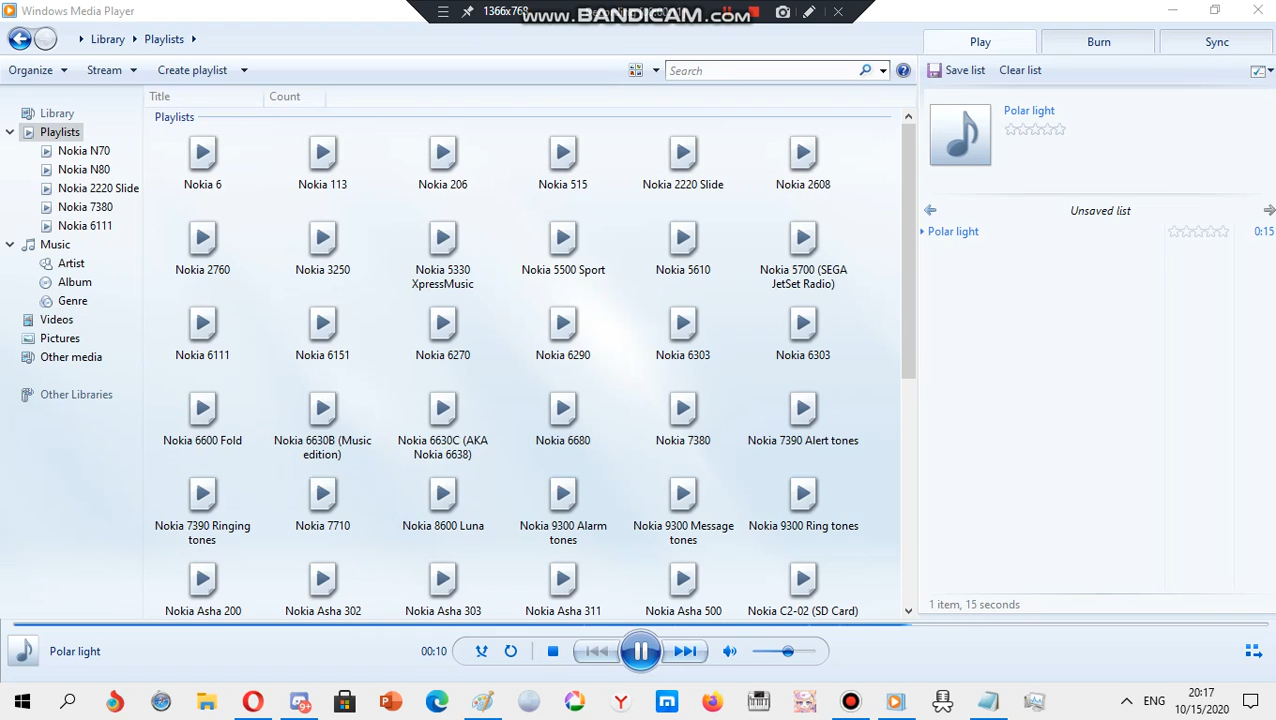 Windows Media Player
1366x768
www.BANDICAM.com
Library
Playlists
Play
Burn
Sync
Organize
Stream
Create playlist
Search
Save list
Clear list
Title
Count
Library
Playlists
Nokia N70
Nokia N80
Nokia 2220 Slide
Nokia 7380
Nokia 6111
Music
Artist
Album
Genre
Videos
Pictures
Other media
Other Libraries
Playlists
Nokia 6
Nokia 113
Nokia 206
Nokia 515
Nokia 2220 Slide
Nokia 2608
Nokia 2760
Nokia 3250
Nokia 5330
XpressMusic
Nokia 5500 Sport
Nokia 5610
Nokia 5700 (SEGA
JetSet Radio)
Nokia 6111
Nokia 6151
Nokia 6270
Nokia 6290
Nokia 6303
Nokia 6303
Nokia 6600 Fold
Nokia 6630B (Music
edition)
Nokia 6630C (AKA
Nokia 6638)
Nokia 6680
Nokia 7380
Nokia 7390 Alert tones
Nokia 7390 Ringing
tones
Nokia 7710
Nokia 8600 Luna
Nokia 9300 Alarm
tones
Nokia 9300 Message
tones
Nokia 9300 Ring tones
Nokia Asha 200
Nokia Asha 302
Nokia Asha 303
Nokia Asha 311
Nokia Asha 500
Nokia C2-02 (SD Card)
Polar light
Unsaved list
Polar light
0:15
1 item, 15 seconds
Polar light
00:10
ENG
20:17
10/15/2020